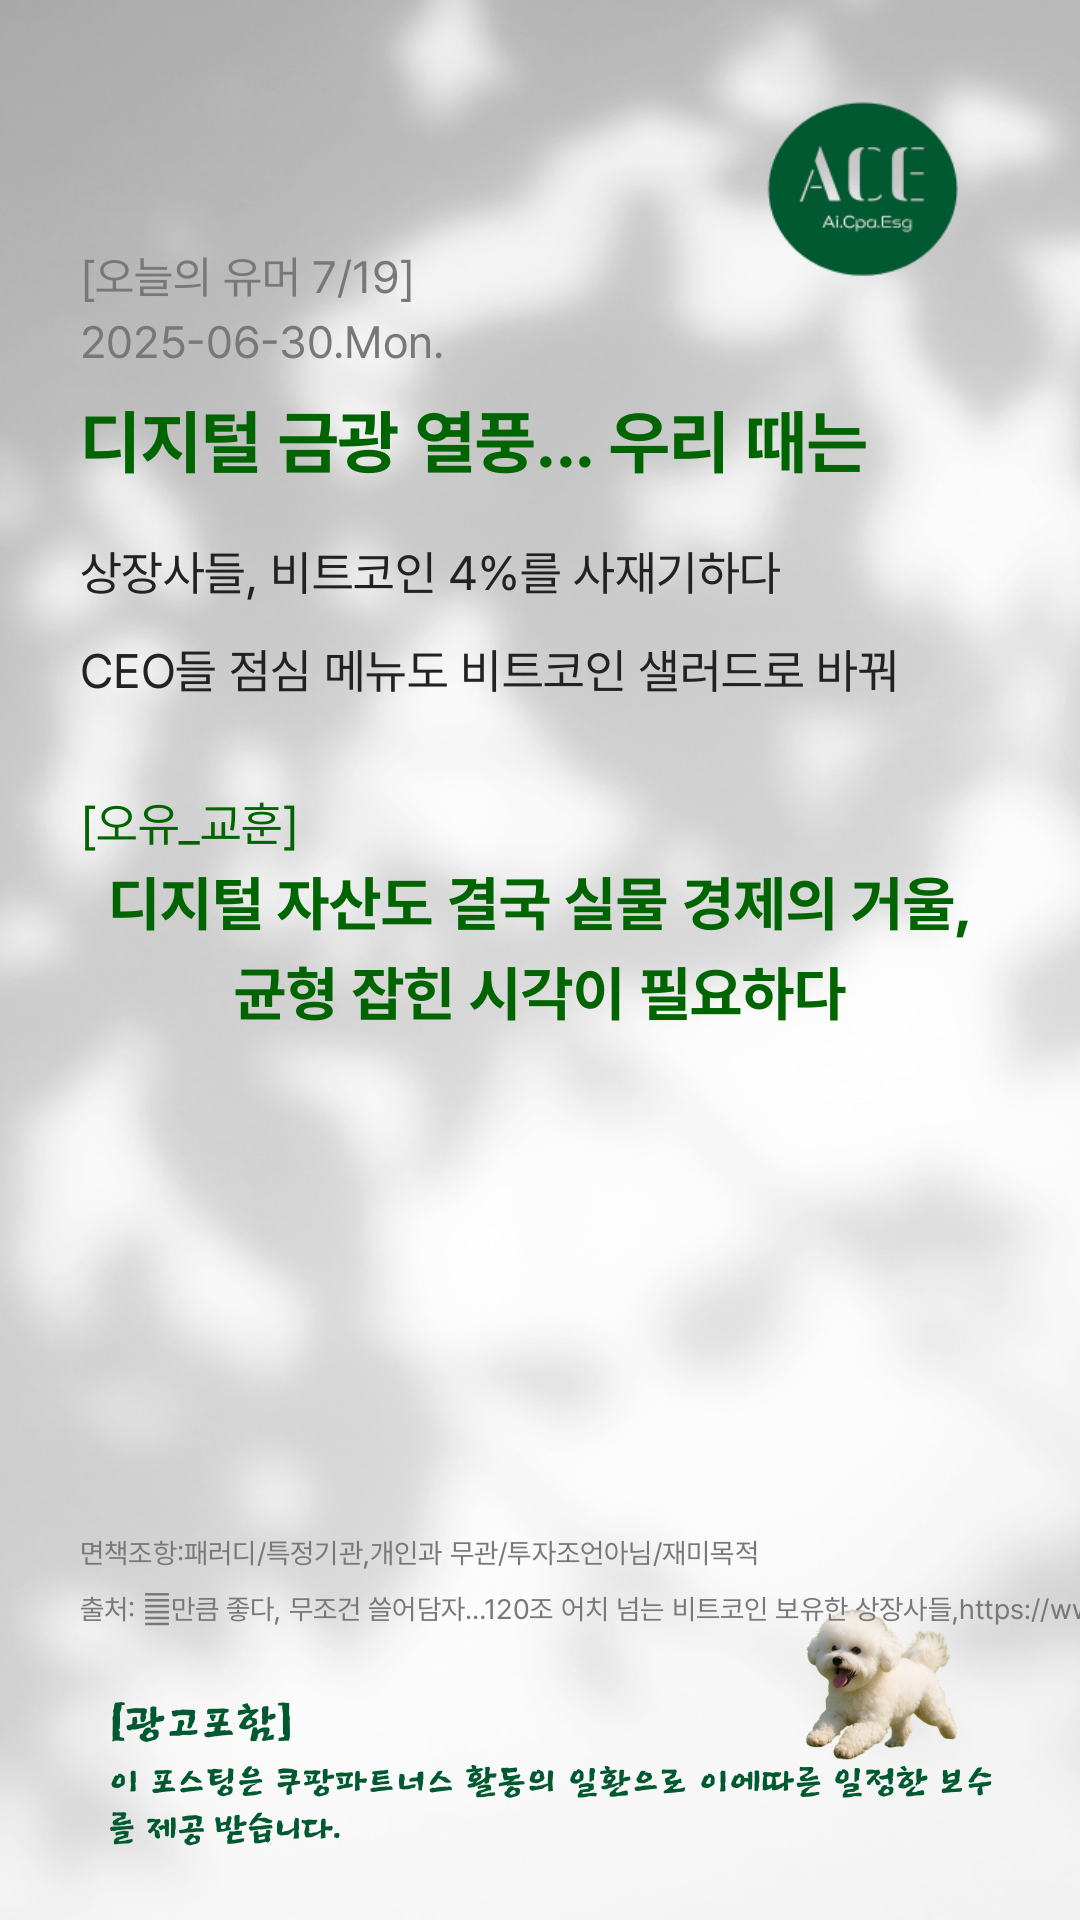 ACE
Ai.Cpa.Esg
[오늘의 유머 7/19]
2025-06-30.Mon.
디지털 금광 열풍... 우리 때는
상장사들, 비트코인 4%를 사재기하다
CEO들 점심 메뉴도 비트코인 샐러드로 바꿔
[오유_교훈]
디지털 자산도 결국 실물 경제의 거울,
균형 잡힌 시각이 필요하다
면책조항:패러디/특정기관,개인과 무관/투자조언아님/재미목적
출처: 만큼 좋다, 무조건 쓸어담자...120조 어치 넘는 비트코인 보유한 상장사들,https://ww
[광고포함]
이 포스팅은 쿠팡파트너스 활동의 일환으로 이에따른 일정한 보수
를 제공 받습니다.